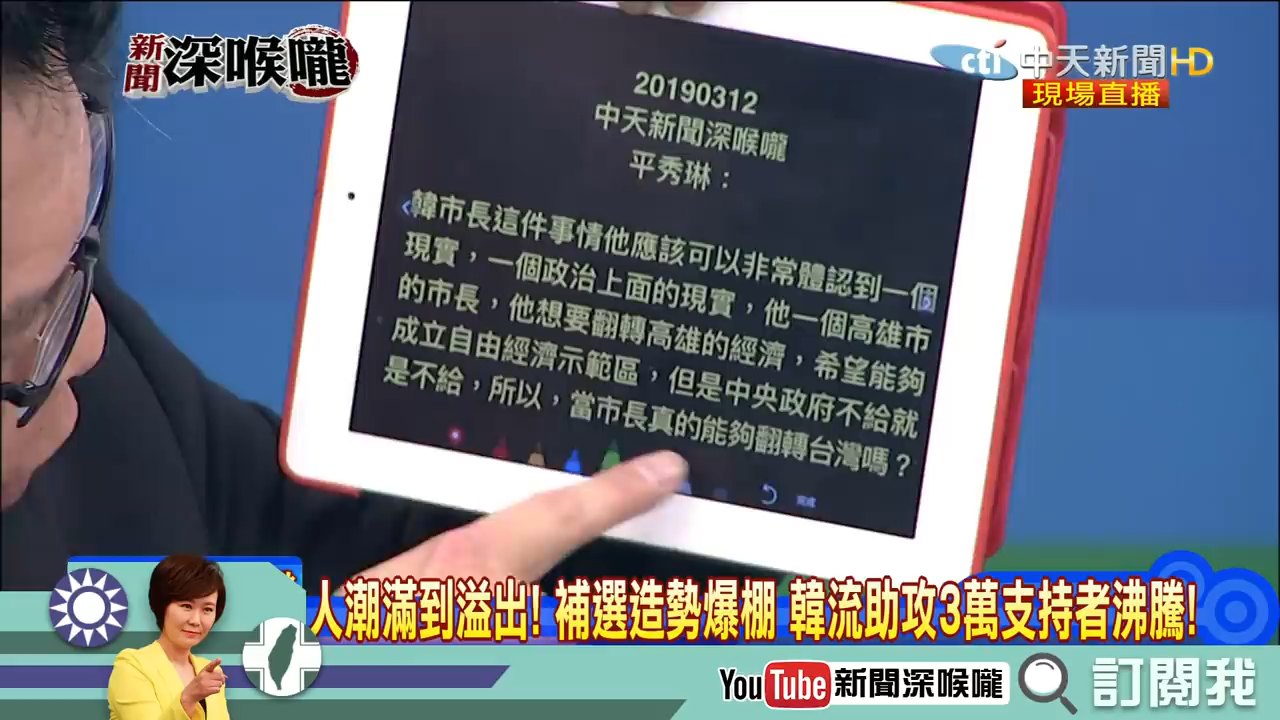 新聞深喉嚨
cti 中天新聞HD
現場直播
20190312
中天新聞深喉嚨
平秀琳：
韓市長這件事情他應該可以非常體認到一個
現實，一個政治上面的現實，他一個高雄市
的市長，他想要翻轉高雄的經濟，希望能夠
成立自由經濟示範區，但是中央政府不給就
是不給，所以，當市長真的能夠翻轉台灣嗎？
完成
人潮滿到溢出! 補選造勢爆棚 韓流助攻3萬支持者沸騰!
YouTube 新聞深喉嚨 訂閱我